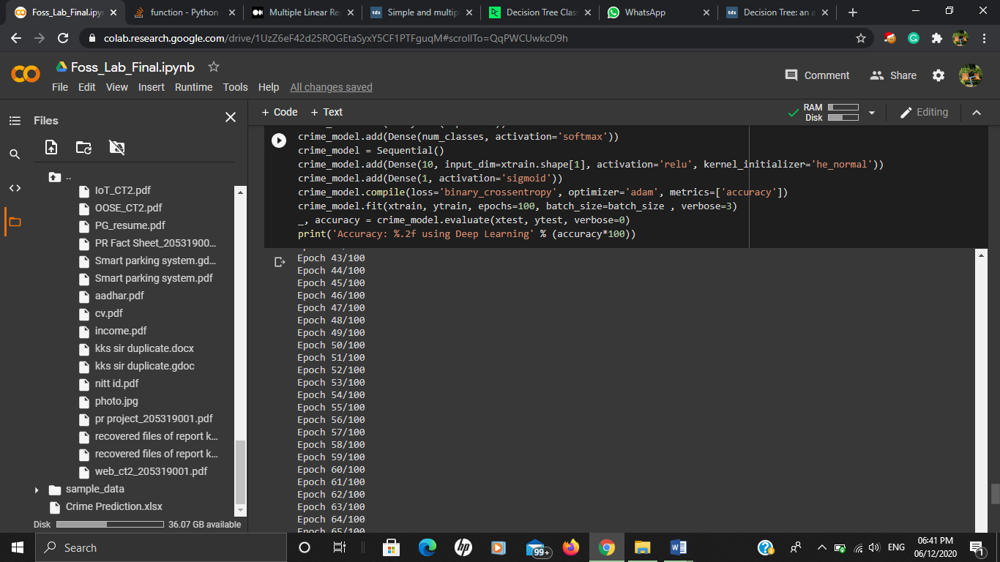 Foss_Lab_Final.ipyn
function - Python
Multiple Linear Re
tds
Simple and multip
Decision Tree Clas
WhatsApp
tds
Decision Tree: an a
colab.research.google.com/drive/1UzZ6eF42d25ROGEtaSyxY5CF1PTFguqM#scrollTo=QqPWCUwkcD9h
Foss_Lab_Final.ipynb
Comment
Share
File Edit View Insert Runtime Tools Help All changes saved
Files
+ Code + Text
RAM
Disk
Editing
..
IoT_CT2.pdf
OOSE_CT2.pdf
PG_resume.pdf
PR Fact Sheet_20531900...
Smart parking system.gd...
Smart parking system.pdf
aadhar.pdf
cv.pdf
income.pdf
kks sir duplicate.docx
kks sir duplicate.gdoc
nitt id.pdf
photo.jpg
pr project_205319001.pdf
recovered files of report k...
recovered files of report k...
web_ct2_205319001.pdf
sample_data
Crime Prediction.xlsx
Disk 36.07 GB available
crime_model.add(Dense(num_classes, activation='softmax'))
crime_model = Sequential()
crime_model.add(Dense(10, input_dim=xtrain.shape[1], activation='relu', kernel_initializer='he_normal'))
crime_model.add(Dense(1, activation='sigmoid'))
crime_model.compile(loss='binary_crossentropy', optimizer='adam', metrics=['accuracy'])
crime_model.fit(xtrain, ytrain, epochs=100, batch_size=batch_size , verbose=3)
_, accuracy = crime_model.evaluate(xtest, ytest, verbose=0)
print('Accuracy: %.2f using Deep Learning' % (accuracy*100))
Epoch 43/100
Epoch 44/100
Epoch 45/100
Epoch 46/100
Epoch 47/100
Epoch 48/100
Epoch 49/100
Epoch 50/100
Epoch 51/100
Epoch 52/100
Epoch 53/100
Epoch 54/100
Epoch 55/100
Epoch 56/100
Epoch 57/100
Epoch 58/100
Epoch 59/100
Epoch 60/100
Epoch 61/100
Epoch 62/100
Epoch 63/100
Epoch 64/100
Epoch 65/100
Search
99+
ENG
06:41 PM
06/12/2020
1